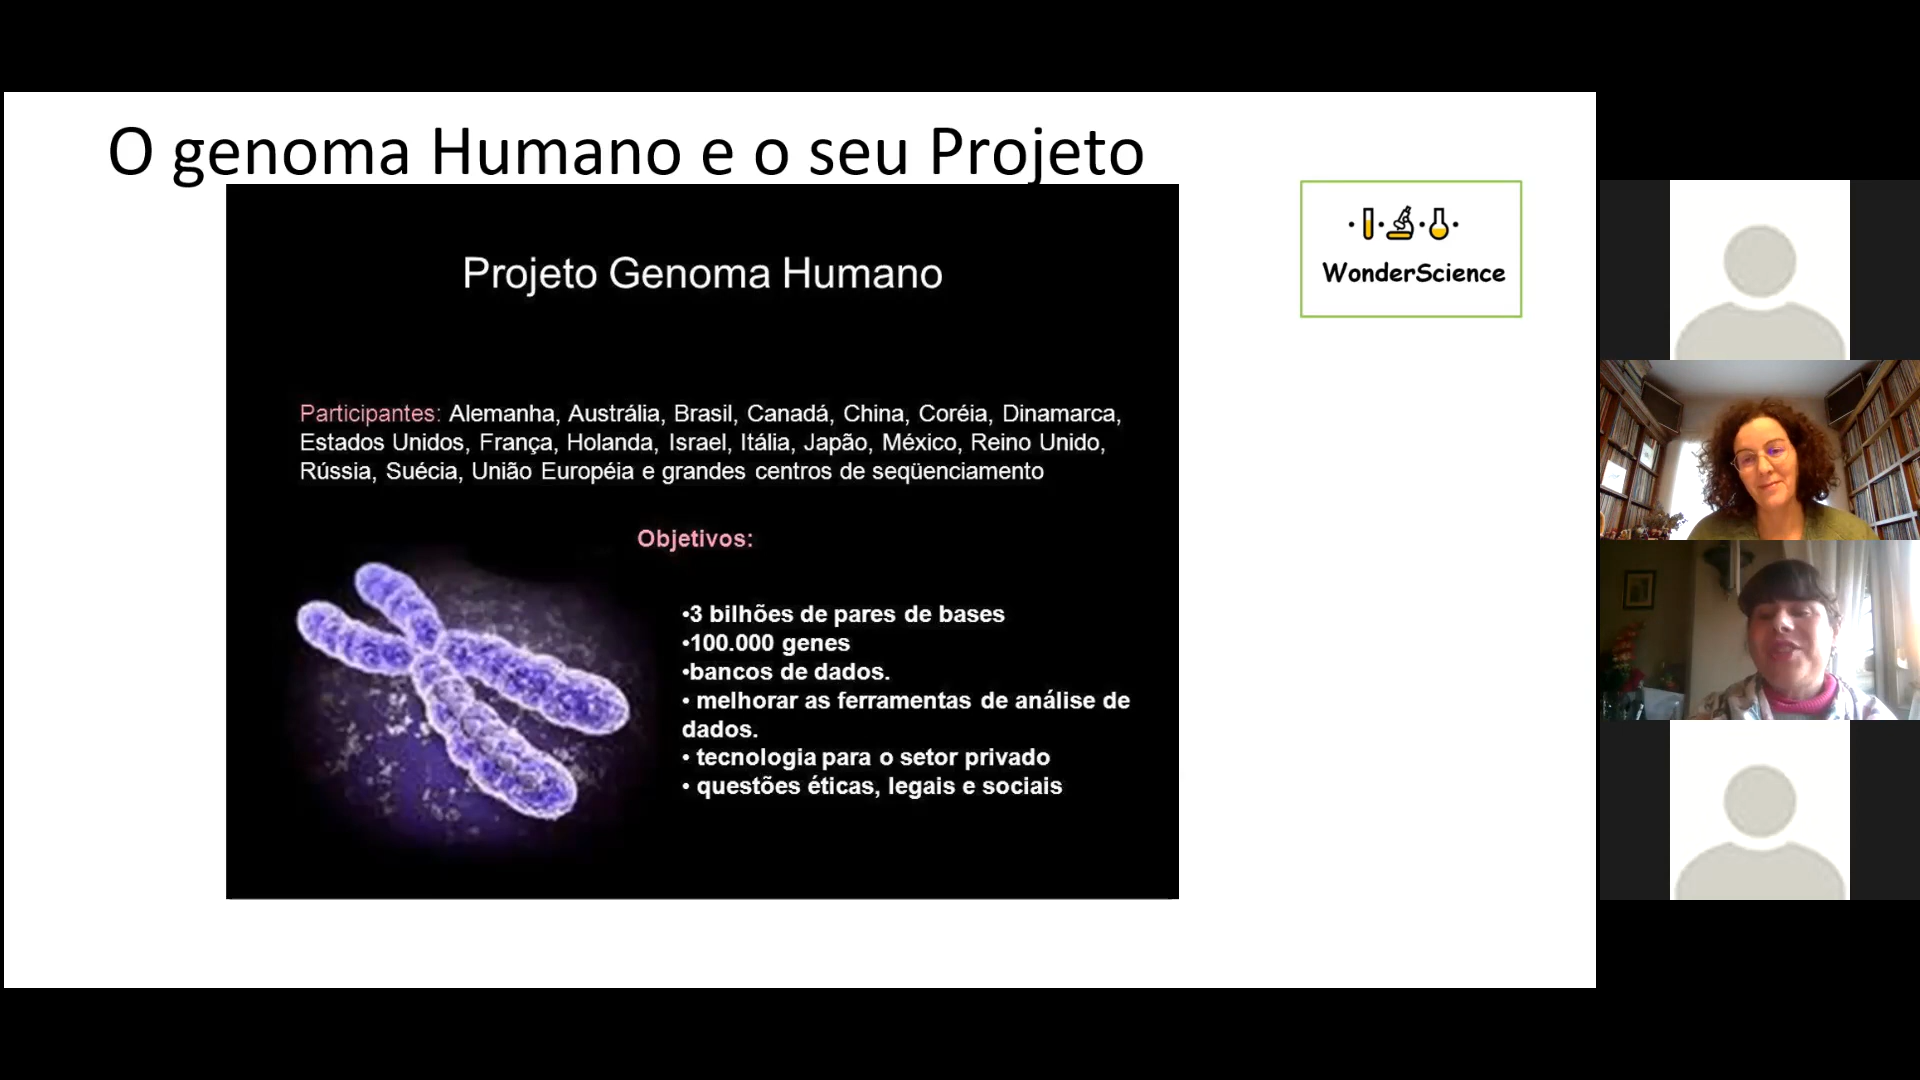 O genoma Humano e o seu Projeto
Projeto Genoma Humano
WonderScience
Participantes: Alemanha, Austrália, Brasil, Canadá, China, Coréia, Dinamarca,
Estados Unidos, França, Holanda, Israel, Itália, Japão, México, Reino Unido,
Rússia, Suécia, União Européia e grandes centros de seqüenciamento
Objetivos:
•3 bilhões de pares de bases
•100.000 genes
•bancos de dados.
• melhorar as ferramentas de análise de
dados.
• tecnologia para o setor privado
• questões éticas, legais e sociais